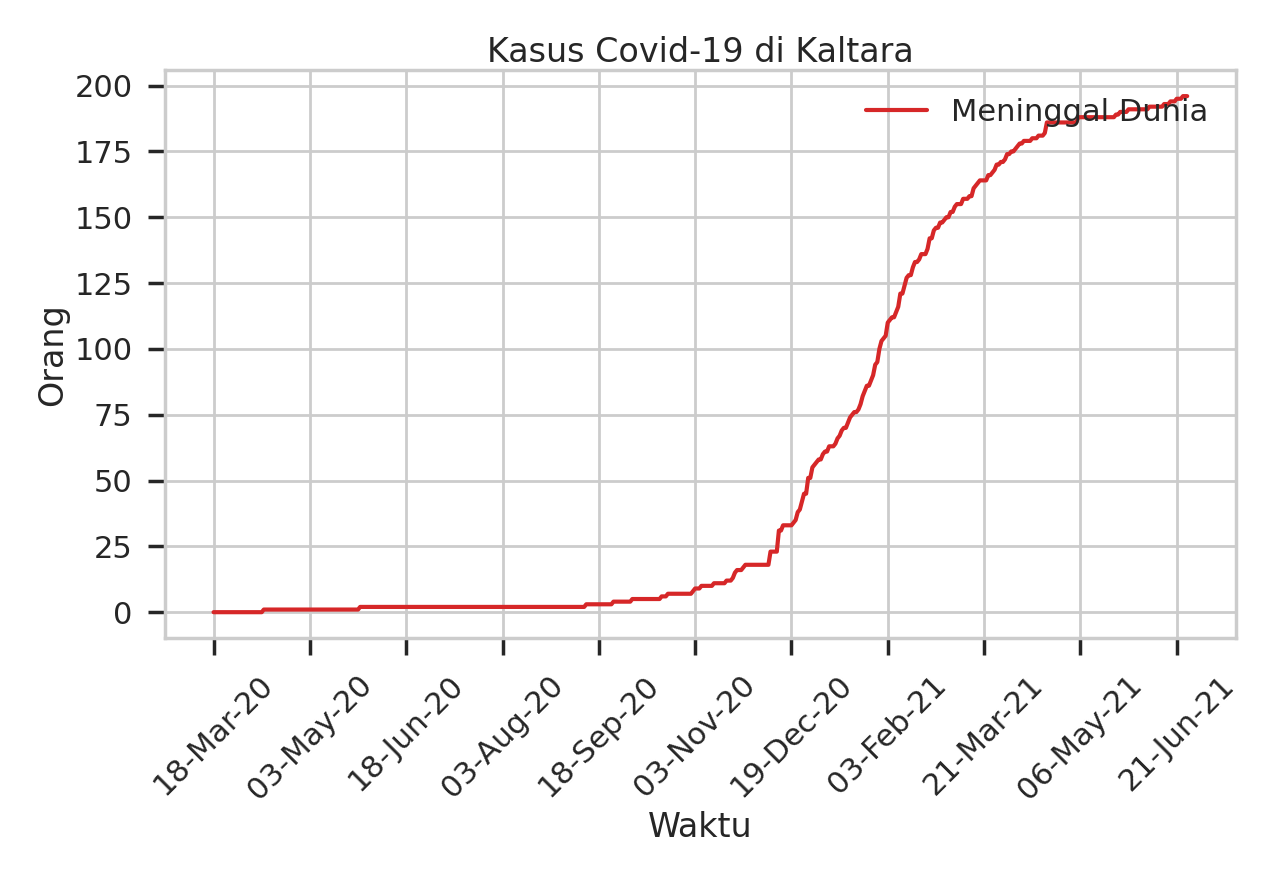 Kasus Covid-19 di Kaltara
Meninggal Dunia
Orang
200
175
150
125
100
75
50
25
0
18-Mar-20
03-May-20
18-Jun-20
03-Aug-20
18-Sep-20
03-Nov-20
19-Dec-20
03-Feb-21
21-Mar-21
06-May-21
21-Jun-21
Waktu